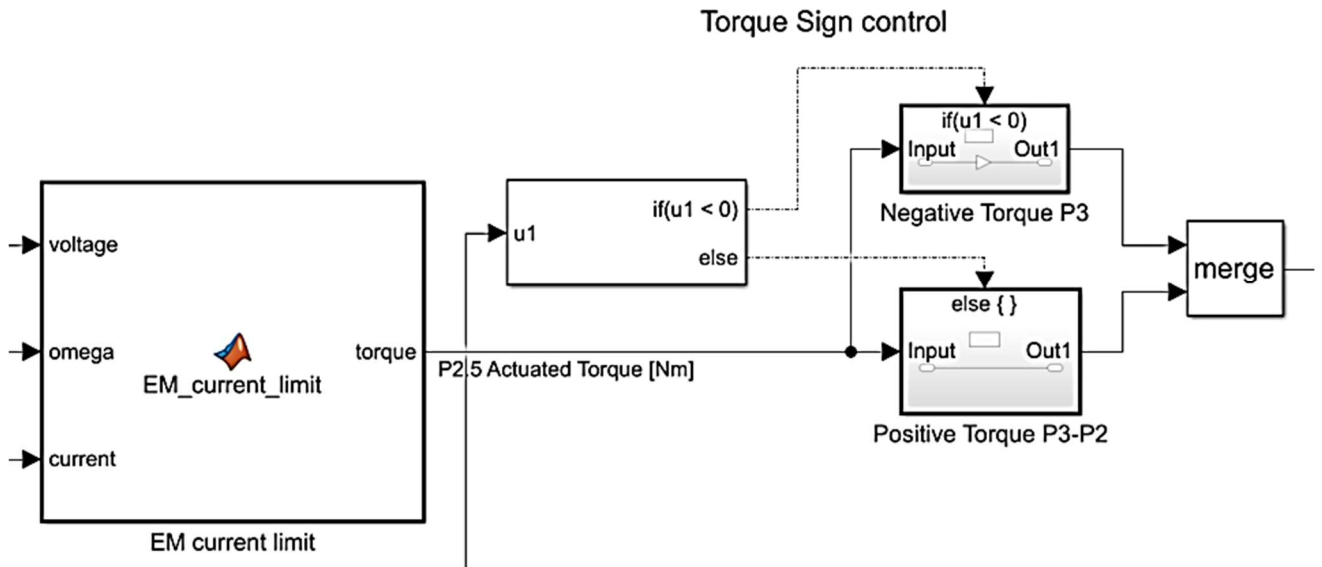 Torque Sign control
if(u1 < 0)
Input
Out1
Negative Torque P3
u1
if(u1 < 0)
else
voltage
omega
current
EM_current_limit
torque
EM current limit
P2.5 Actuated Torque [Nm]
else { }
Input
Out1
Positive Torque P3-P2
merge